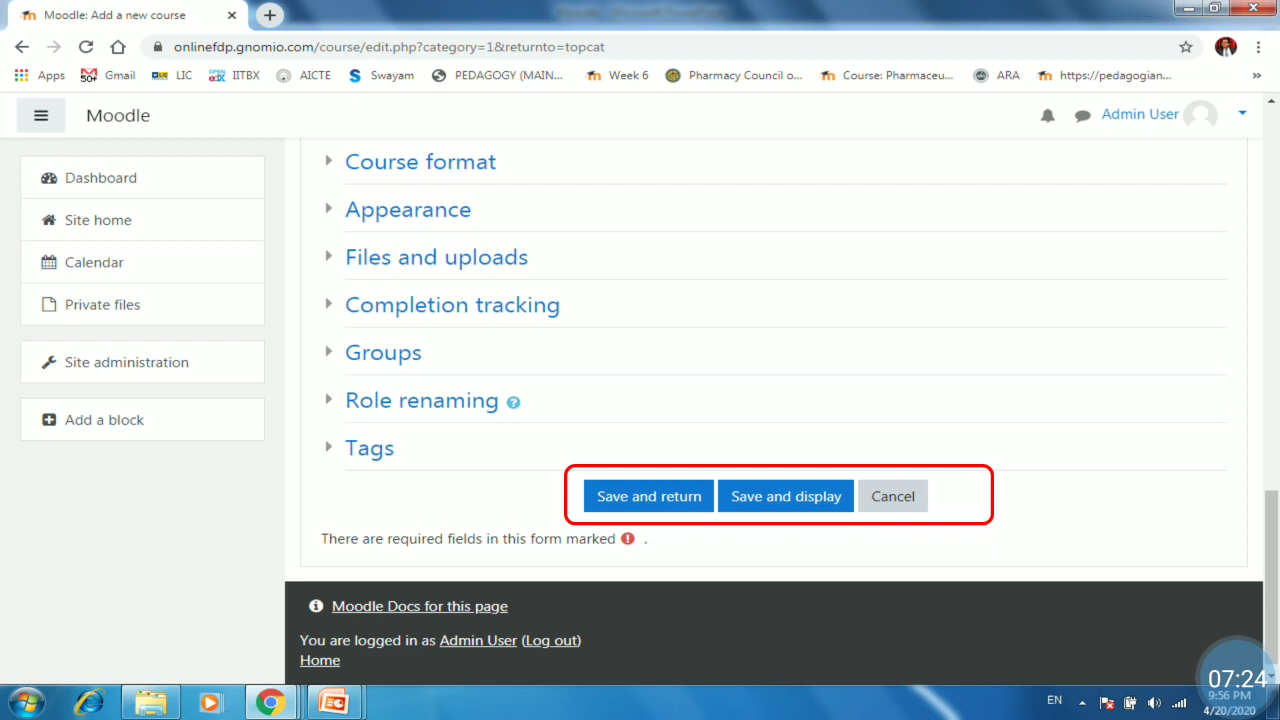 Moodle: Add a new course
onlinefdp.gnomio.com/course/edit.php?category=1&returnto=topcat
Apps Gmail LIC IITBX AICTE Swayam PEDAGOGY (MAIN... Week 6 Pharmacy Council o... Course: Pharmaceu... ARA https://pedagogian... »
Moodle Admin User
Dashboard
Site home
Calendar
Private files
Site administration
Add a block
Course format
Appearance
Files and uploads
Completion tracking
Groups
Role renaming
Tags
Save and return Save and display Cancel
There are required fields in this form marked .
Moodle Docs for this page
You are logged in as Admin User (Log out)
Home
07:24
EN 9:56 PM
4/20/2020